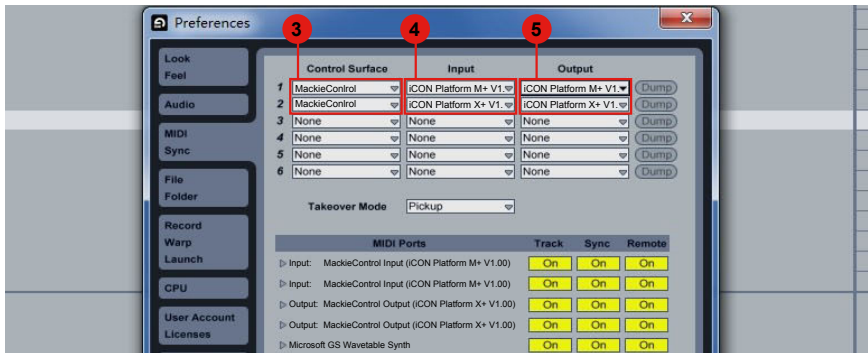 Preferences
3 4 5
Look
Feel
Audio
MIDI
Sync
File
Folder
Record
Warp
Launch
CPU
User Account
Licenses
Control Surface Input Output
1 MackieControl iCON Platform M+ V1. iCON Platform M+ V1. Dump
2 MackieControl iCON Platform X+ V1. iCON Platform X+ V1. Dump
3 None None None Dump
4 None None None Dump
5 None None None Dump
6 None None None Dump
Takeover Mode Pickup
MIDI Ports Track Sync Remote
Input: MackieControl Input (iCON Platform M+ V1.00) On On On
Input: MackieControl Input (iCON Platform M+ V1.00) On On On
Output: MackieControl Output (iCON Platform X+ V1.00) On On On
Output: MackieControl Output (iCON Platform X+ V1.00) On On On
Microsoft GS Wavetable Synth On On On